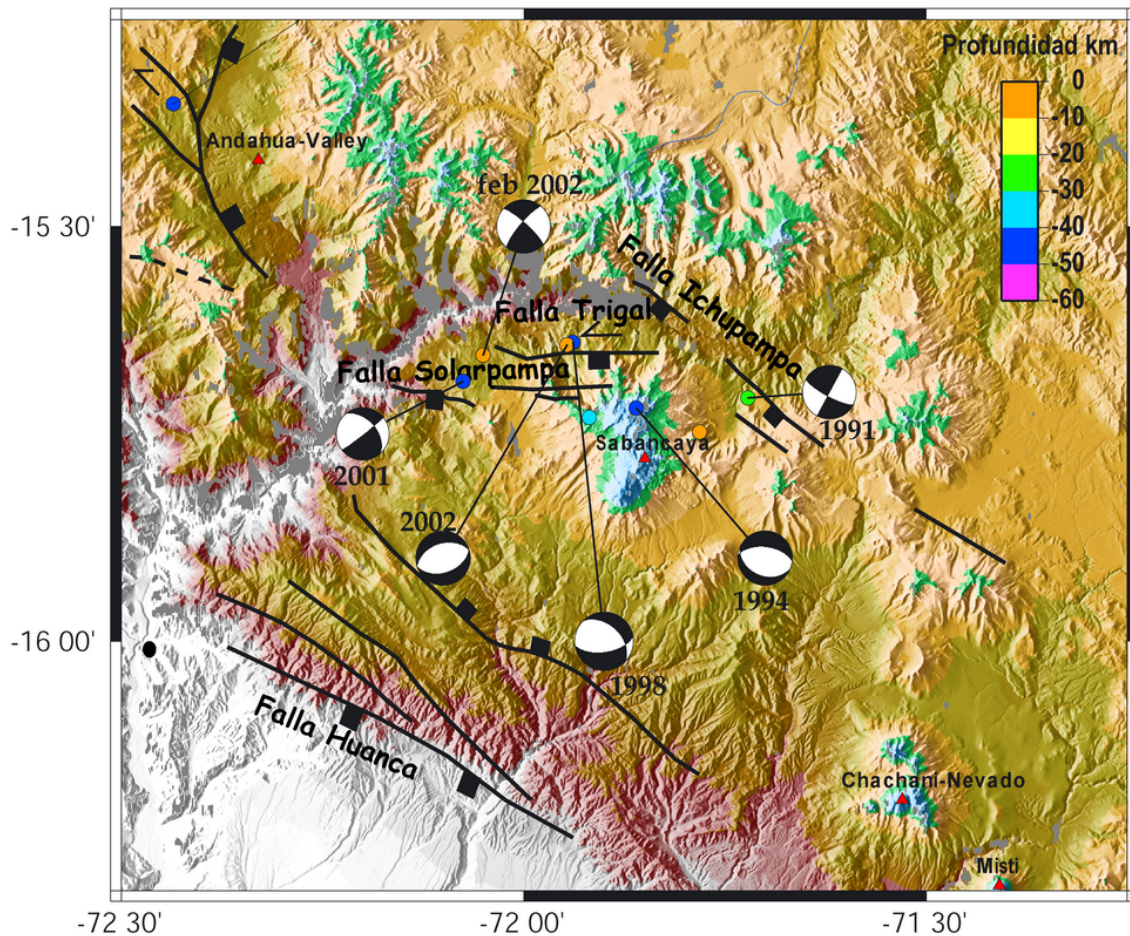 Profundidad km
0
-10
-20
-30
-40
-50
-60
Andahua-Valley
feb 2002
-15 30'
Falla Ichupampa
Falla Trigal
Falla Solarpampa
1991
Sabancaya
2001
2002
1994
-16 00'
1998
Falla Huanca
Chachani-Nevado
Misti
-72 30'
-72 00'
-71 30'